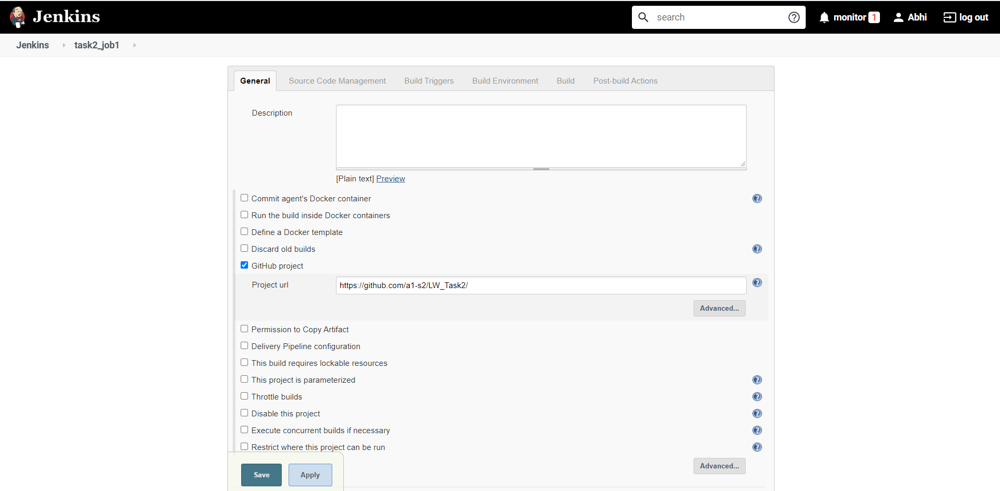 Jenkins
search
monitor 1
Abhi
log out
Jenkins
task2_job1
General
Source Code Management
Build Triggers
Build Environment
Build
Post-build Actions
Description
[Plain text] Preview
Commit agent's Docker container
Run the build inside Docker containers
Define a Docker template
Discard old builds
GitHub project
Project url
https://github.com/a1-s2/LW_Task2/
Advanced...
Permission to Copy Artifact
Delivery Pipeline configuration
This build requires lockable resources
This project is parameterized
Throttle builds
Disable this project
Execute concurrent builds if necessary
Restrict where this project can be run
Advanced...
Save
Apply